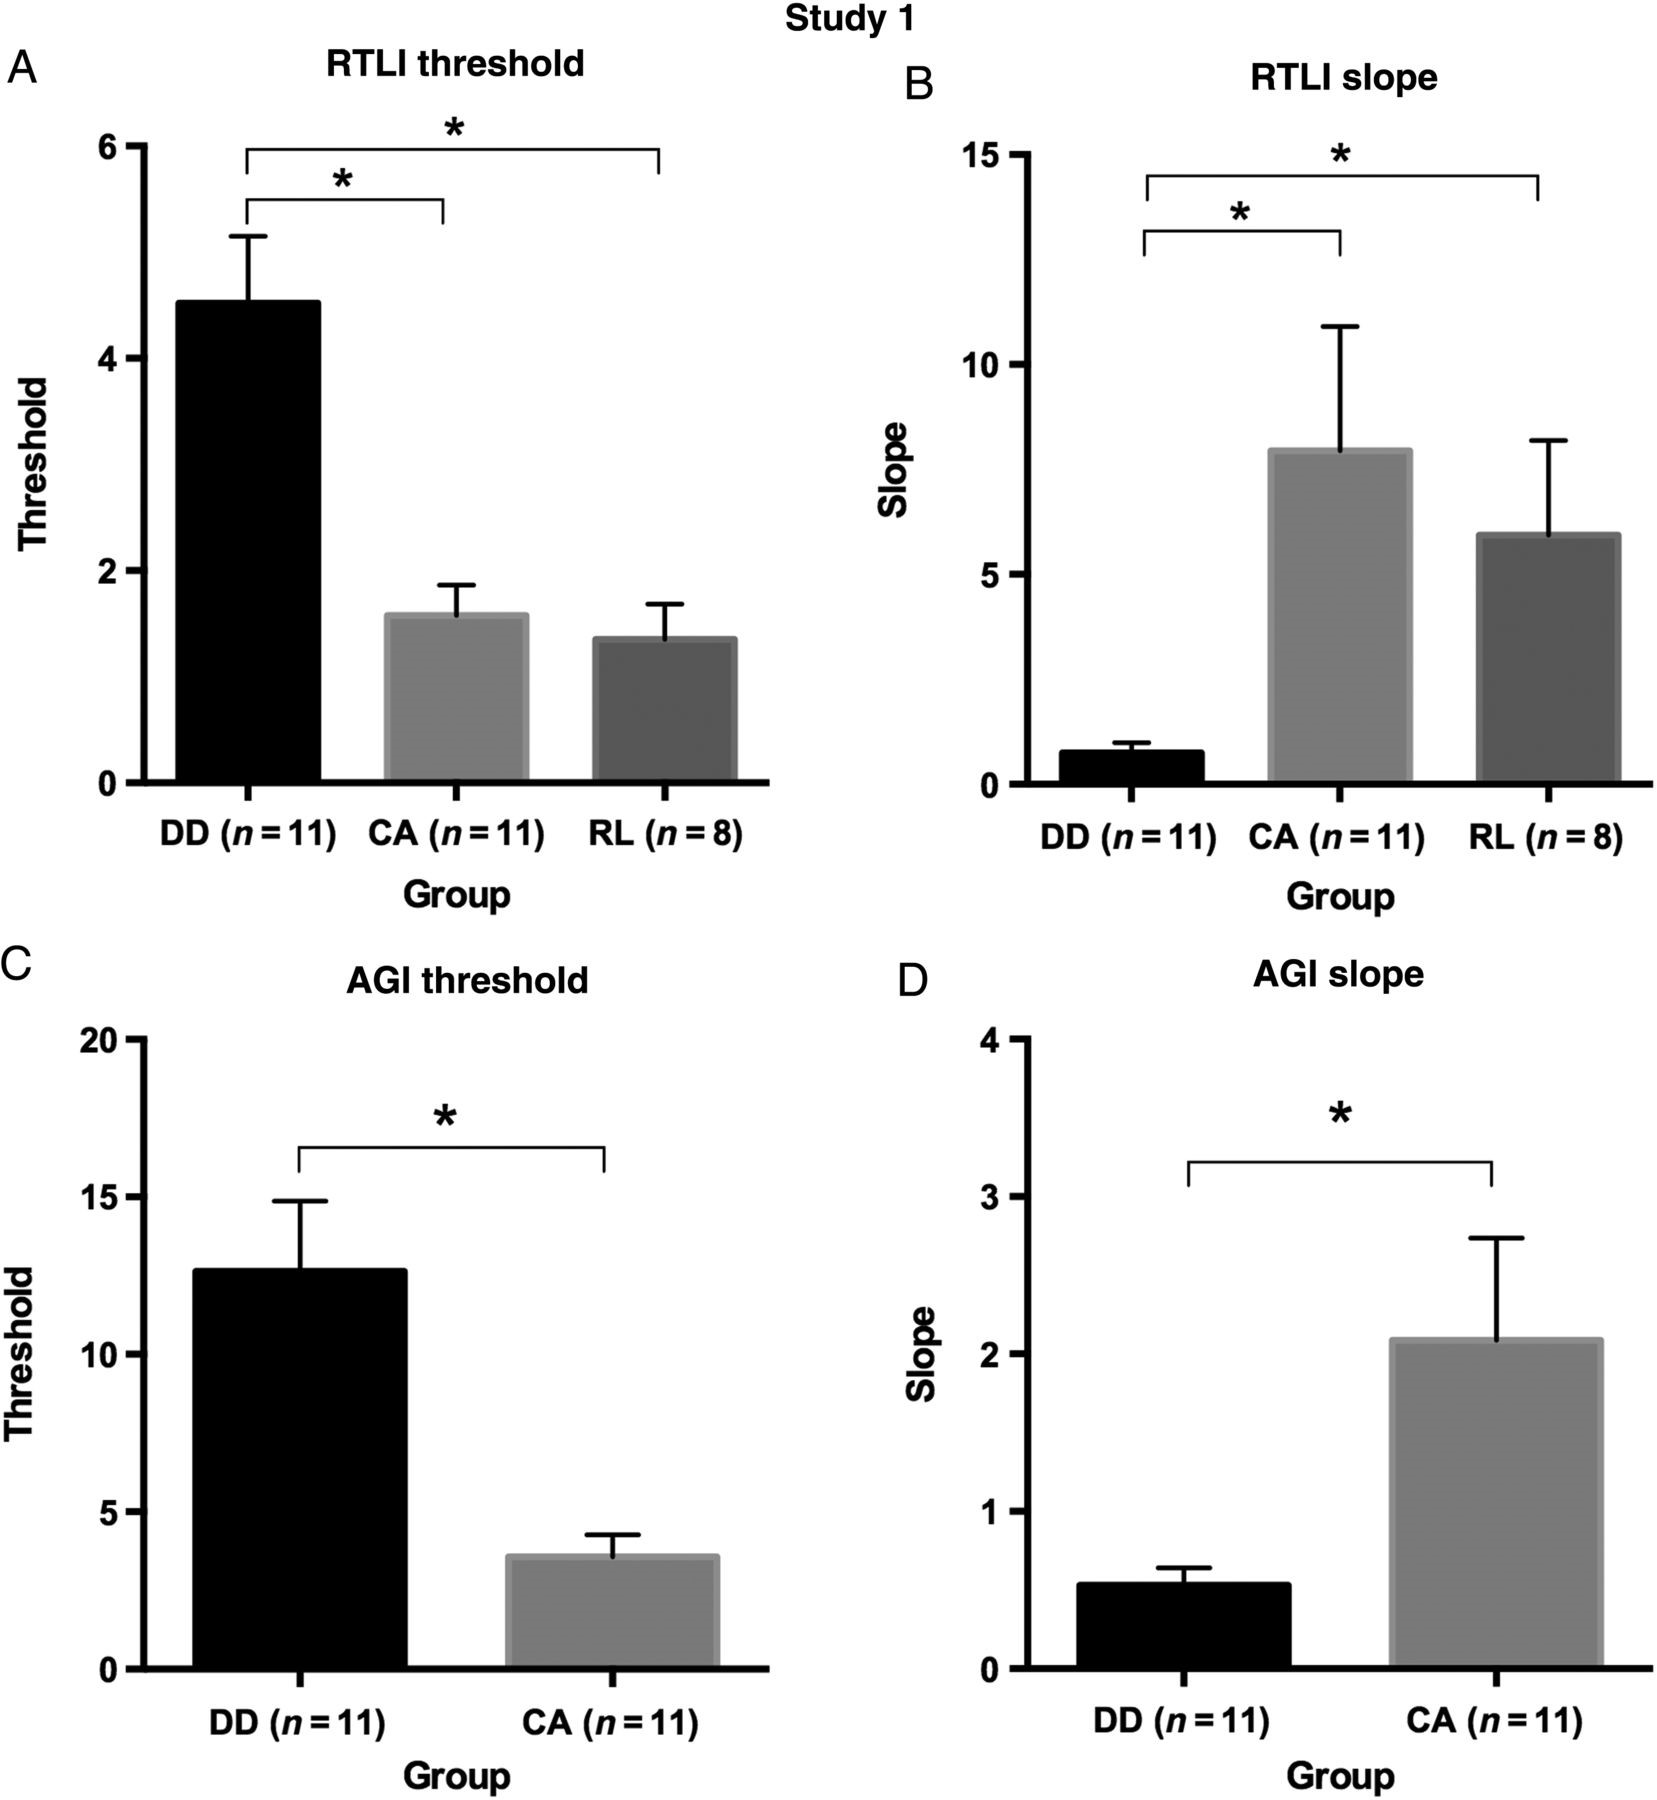 Study 1
A
RTLI threshold
*
*
6
4
2
0
Threshold
DD (n = 11)
CA (n = 11)
RL (n = 8)
Group
B
RTLI slope
*
*
15
10
5
0
Slope
DD (n = 11)
CA (n = 11)
RL (n = 8)
Group
C
AGI threshold
*
20
15
10
5
0
Threshold
DD (n = 11)
CA (n = 11)
Group
D
AGI slope
*
4
3
2
1
0
Slope
DD (n = 11)
CA (n = 11)
Group